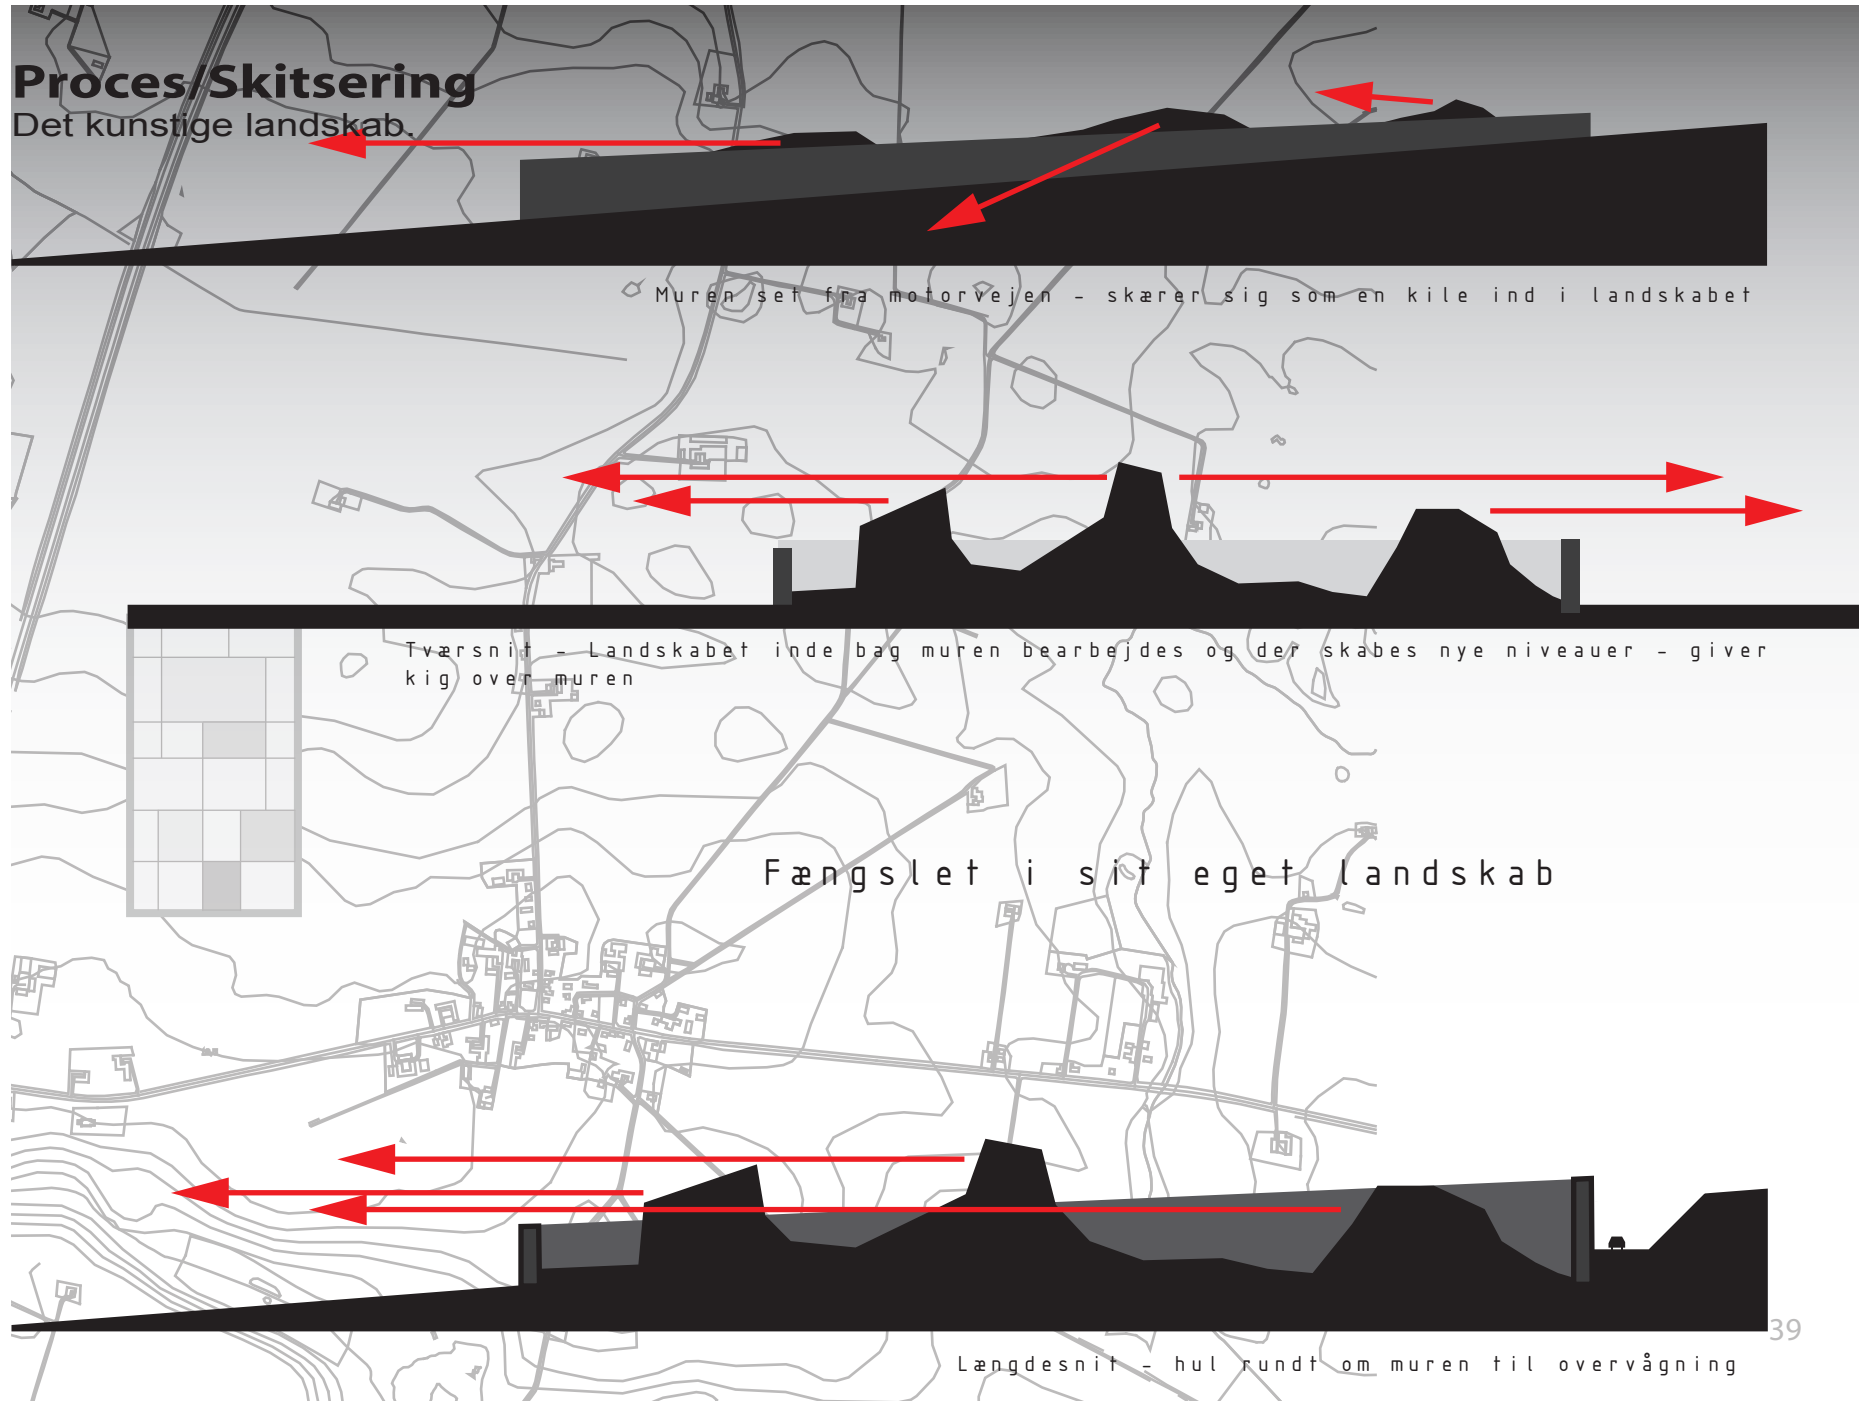 Proces/Skitsering
Det kunstige landskab.
Muren set fra motorvejen - skærer sig som en kile ind i landskabet
Tværsnit - Landskabet inde bag muren bearbejdes og der skabes nye niveauer - giver
kig over muren
Fængslet i sit eget landskab
39
Længdesnit - hul rundt om muren til overvågning